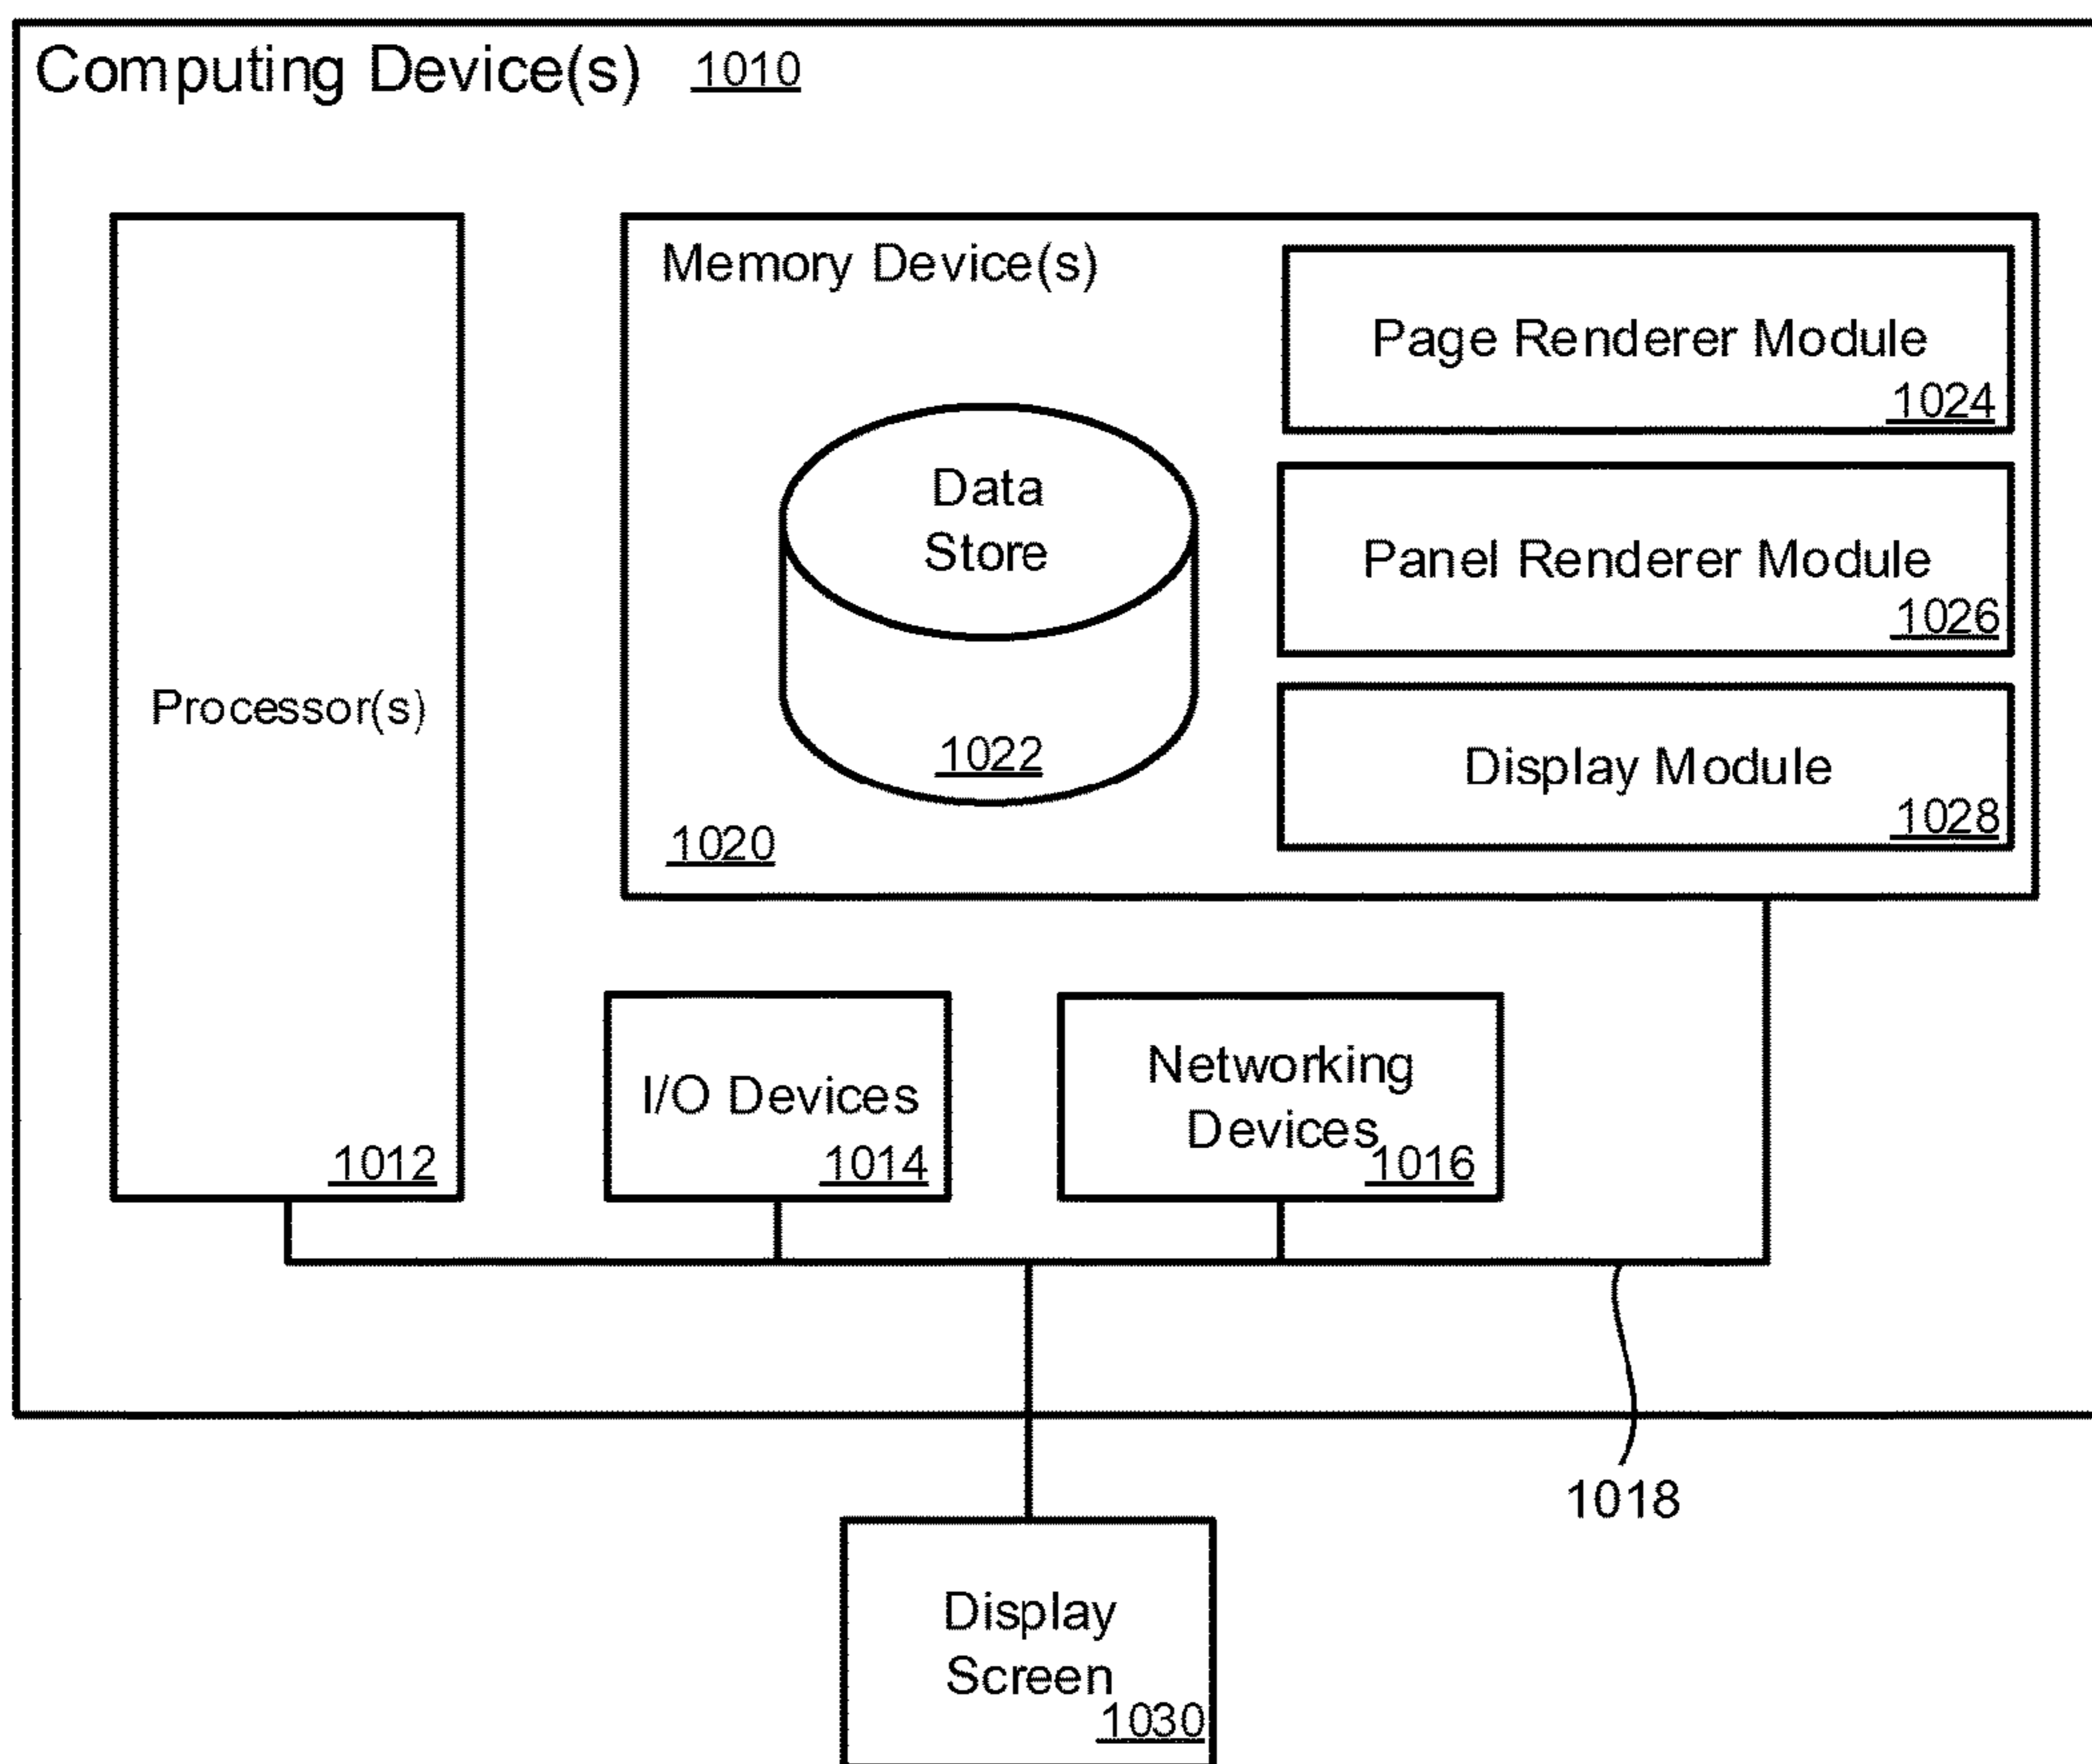 Computing Device(s) 1010
Memory Device(s)
Page Renderer Module
1024
Data
Store
1022
Panel Renderer Module
1026
Display Module
1028
1020
Processor(s)
1012
I/O Devices
1014
Networking
Devices
1016
1018
Display
Screen
1030